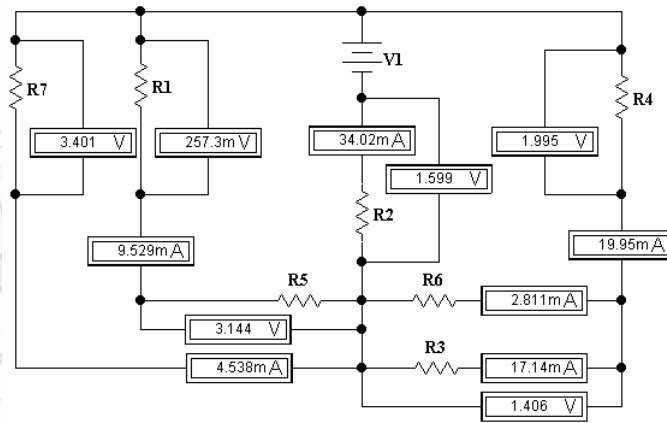 V1
R7
R1
R4
3.401 V
257.3m V
34.02m A
1.995 V
1.599 V
R2
9.529m A
19.95m A
R5
R6
2.811m A
3.144 V
R3
4.538m A
17.14m A
1.406 V